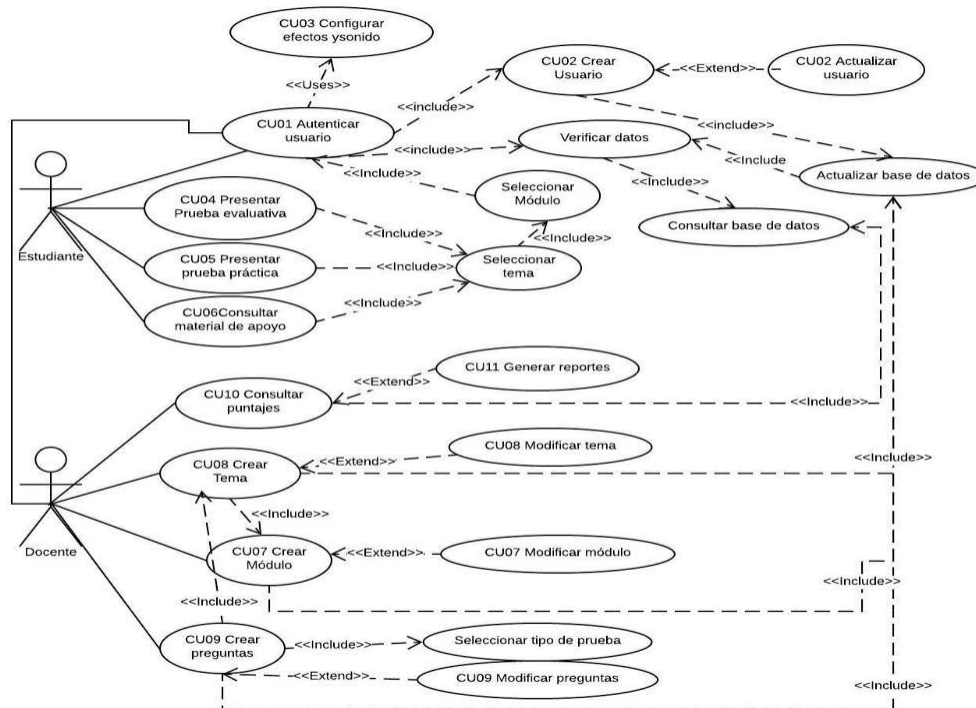 CU03 Configurar
efectos ysonido
<<Uses>>
CU02 Crear
Usuario
<<Extend>>
CU02 Actualizar
usuario
<<include>>
CU01 Autenticar
usuario
<<include>>
Verificar datos
<<include>>
<<Include
Actualizar base de datos
<<Include>>
Seleccionar
Módulo
<<Include>>
CU04 Presentar
Prueba evaluativa
<<Include>>
Consultar base de datos
<<Include>>
Estudiante
CU05 Presentar
prueba práctica
<<Include>>
Seleccionar
tema
CU06Consultar
material de apoyo
<<Include>>
CU11 Generar reportes
<<Extend>>
CU10 Consultar
puntajes
<<Include>>
CU08 Modificar tema
<<Extend>>
<<Include>>
CU08 Crear
Tema
<<Include>>
Docente
CU07 Crear
Módulo
<<Extend>>
CU07 Modificar módulo
<<Include>>
<<Include>>
CU09 Crear
preguntas
<<Include>>
Seleccionar tipo de prueba
<<Extend>>
CU09 Modificar preguntas
<<Include>>